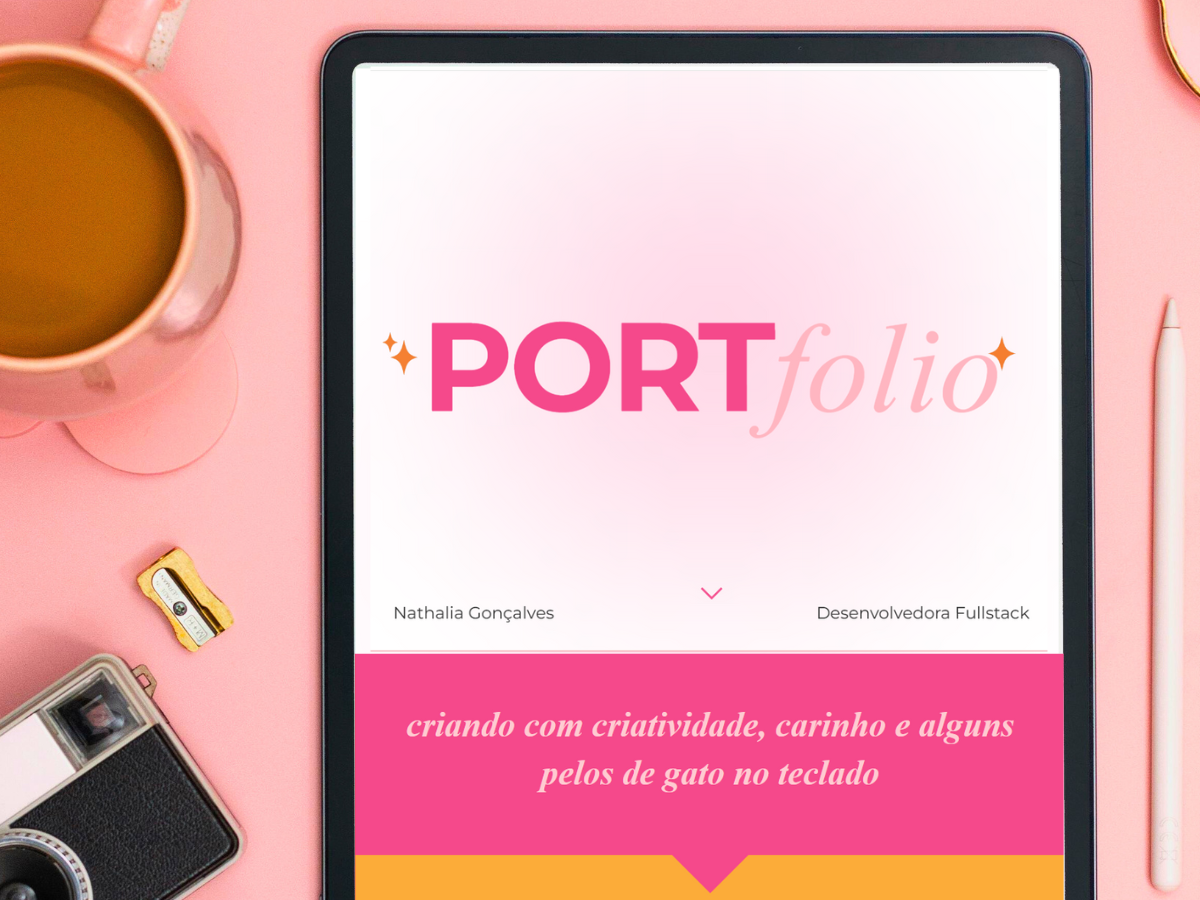 PORTfolio
Nathalia Gonçalves
Desenvolvedora Fullstack
criando com criatividade, carinho e alguns
pelos de gato no teclado